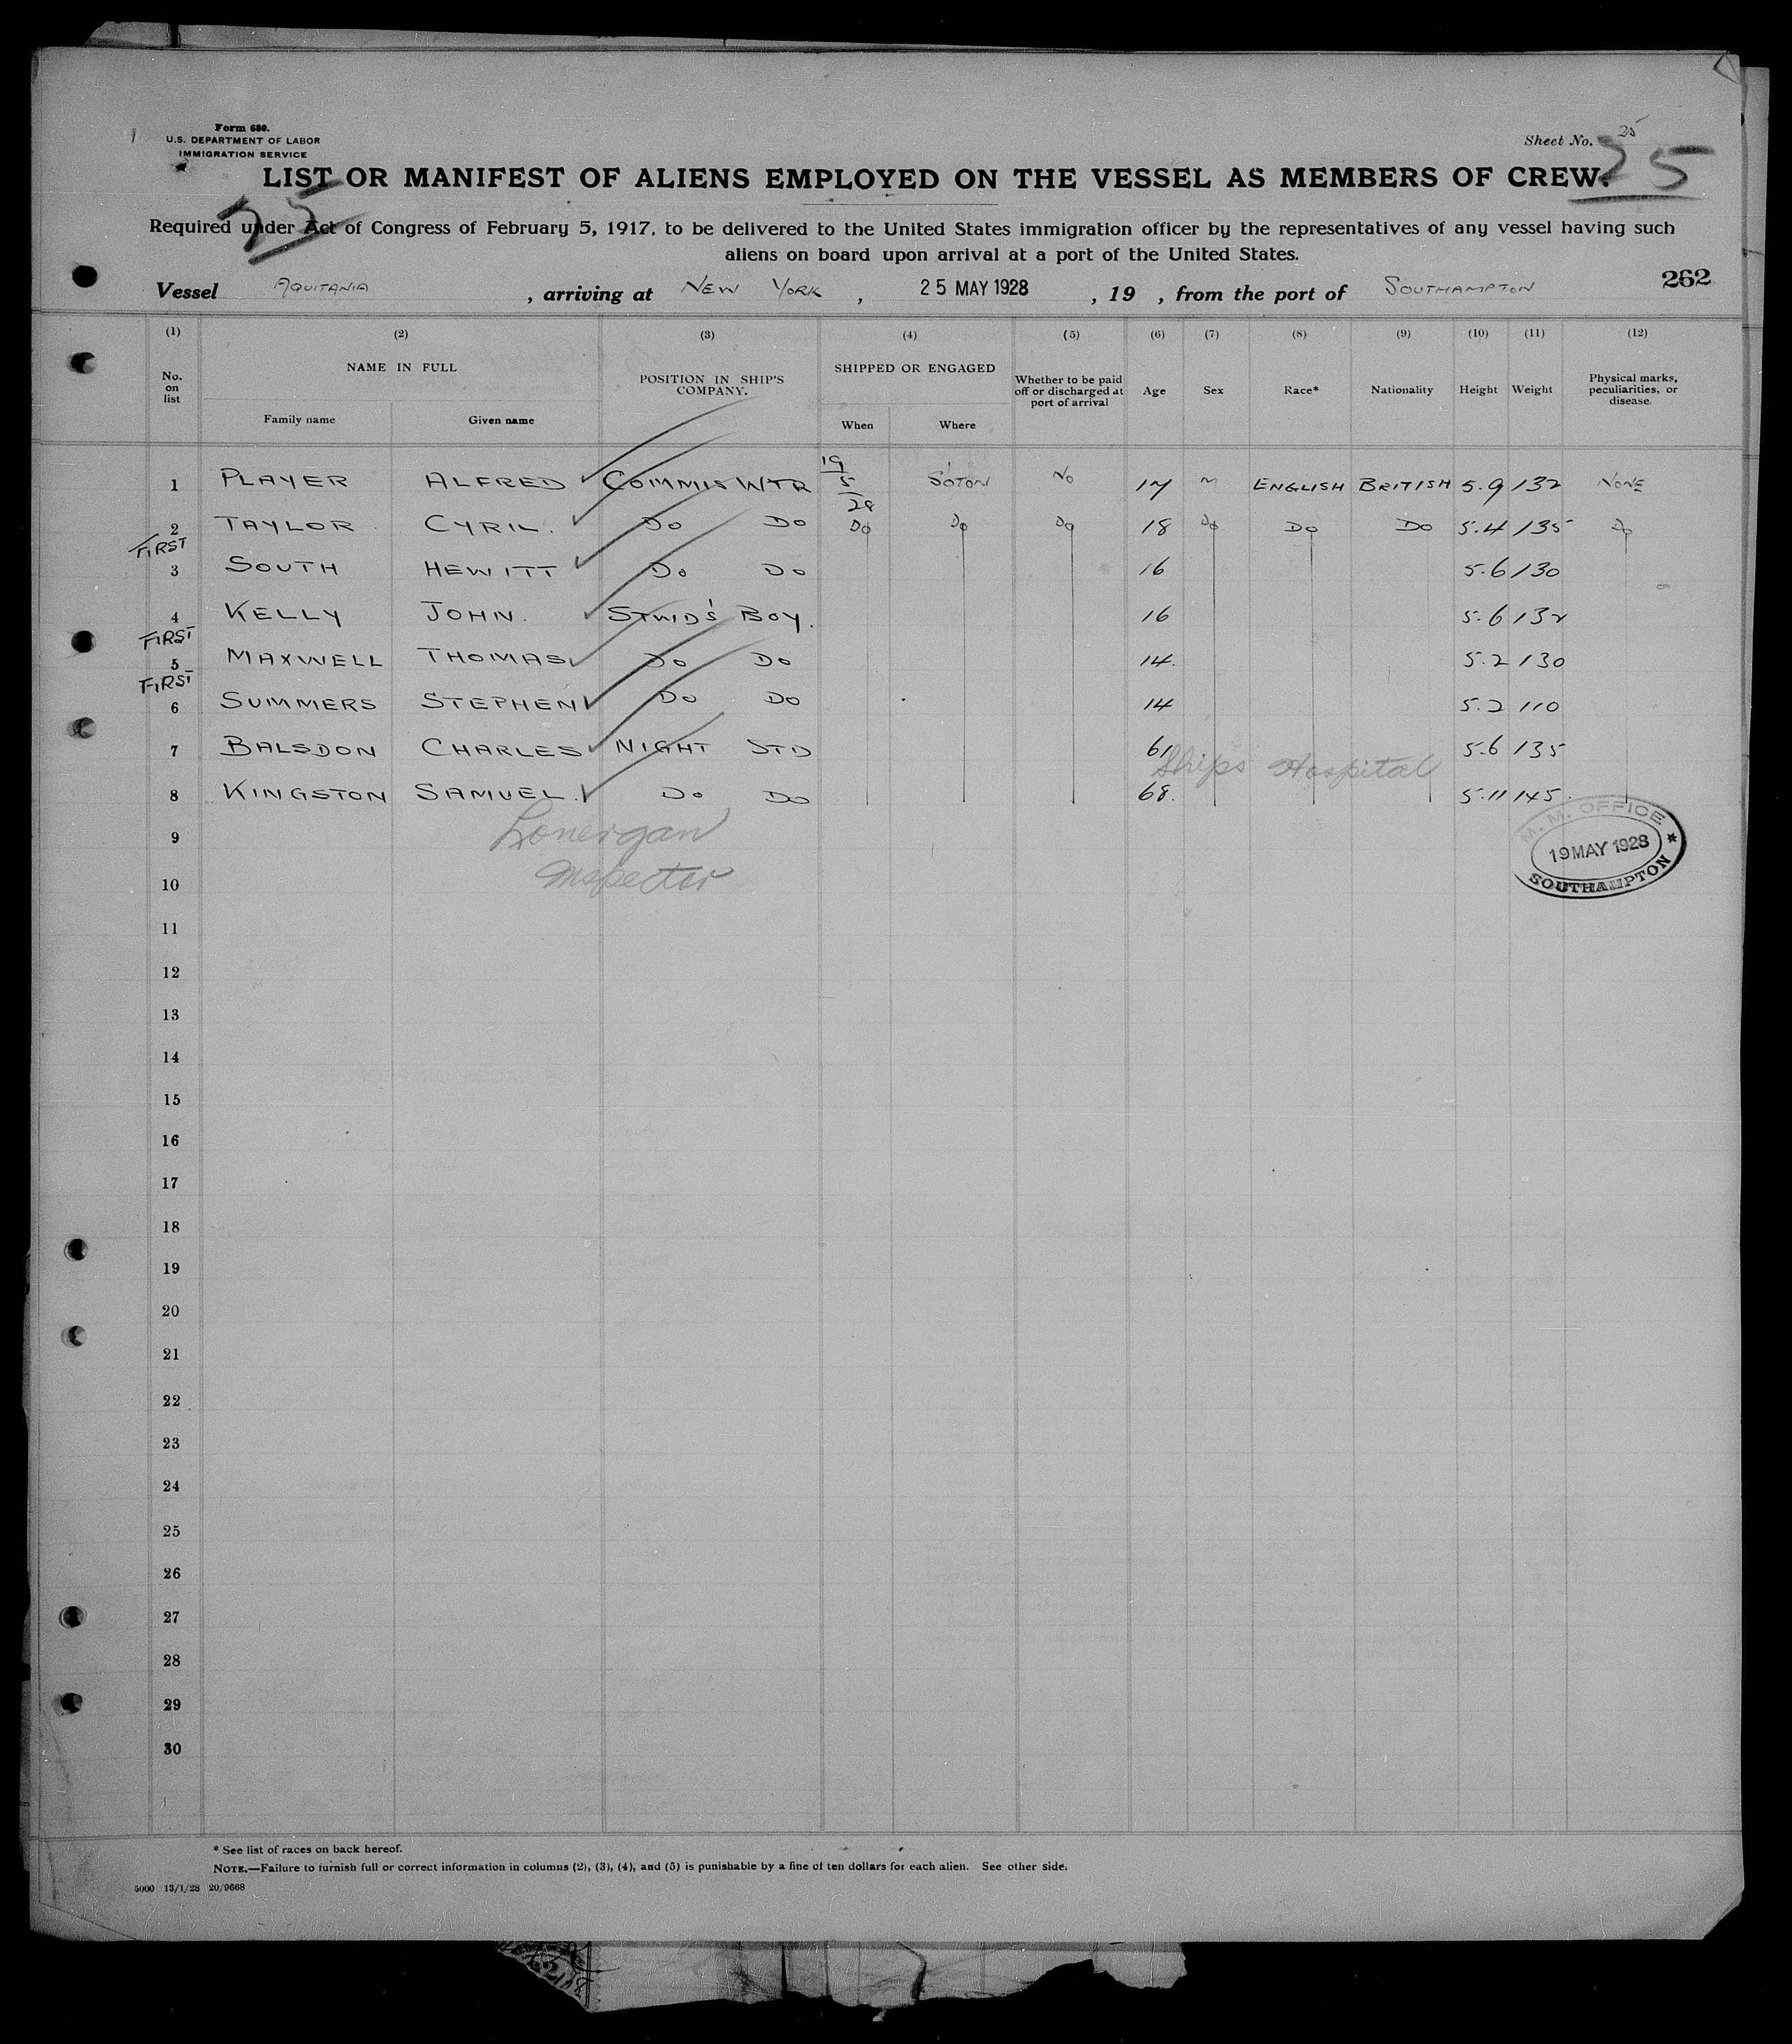 Form 680.
U.S. DEPARTMENT OF LABOR
IMMIGRATION SERVICE
Sheet No. 25
25
LIST OR MANIFEST OF ALIENS EMPLOYED ON THE VESSEL AS MEMBERS OF CREW.
25
Required under Act of Congress of February 5, 1917, to be delivered to the United States immigration officer by the representatives of any vessel having such
aliens on board upon arrival at a port of the United States.
Vessel AQUITANIA , arriving at NEW YORK , 25 MAY 1928 , 19 , from the port of SOUTHAMPTON 262
(1) (2) (3) (4) (5) (6) (7) (8) (9) (10) (11) (12)
No. on list NAME IN FULL Family name Given name POSITION IN SHIP'S COMPANY. SHIPPED OR ENGAGED When Where Whether to be paid off or discharged at port of arrival Age Sex Race* Nationality Height Weight Physical marks, peculiarities, or disease.
1 PLAYER ALFRED COMMIS WTR 19/5/28 S'OTON NO 17 M ENGLISH BRITISH 5.9 132 NONE
2 TAYLOR CYRIL. DO DO DO DO DO 18 DO DO DO 5.4 135 DO
FIRST
3 SOUTH HEWITT DO DO 16 5.6 130
4 KELLY JOHN. STWD'S BOY. 16 5.6 132
FIRST
5 MAXWELL THOMAS DO DO 14. 5.2 130
FIRST
6 SUMMERS STEPHEN DO DO 14 5.2 110
7 BALSDON CHARLES NIGHT STD 61 5.6 135
Ships Hospital
8 KINGSTON SAMUEL. DO DO 68. 5.11 145.
Lonergan
Inspector
M. M. OFFICE
19 MAY 1928
SOUTHAMPTON
9
10
11
12
13
14
15
16
17
18
19
20
21
22
23
24
25
26
27
28
29
30
* See list of races on back hereof.
NOTE.—Failure to furnish full or correct information in columns (2), (3), (4), and (5) is punishable by a fine of ten dollars for each alien. See other side.
5000 13/1/28 20/9668